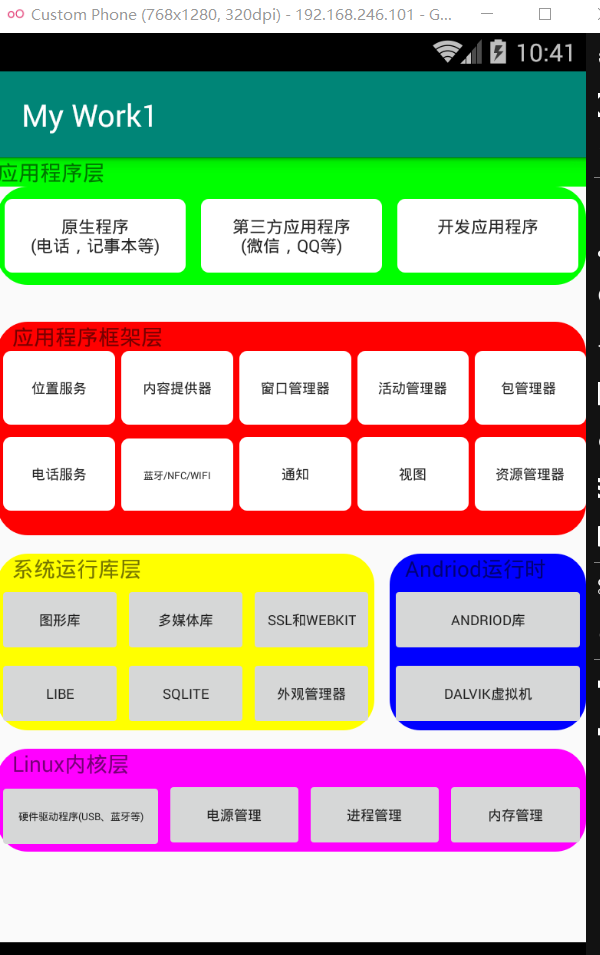 Custom Phone (768x1280, 320dpi) - 192.168.246.101 - G...
10:41
My Work1
应用程序层
原生程序
(电话，记事本等)
第三方应用程序
(微信，QQ等)
开发应用程序
应用程序框架层
位置服务
内容提供器
窗口管理器
活动管理器
包管理器
电话服务
蓝牙/NFC/WIFI
通知
视图
资源管理器
系统运行库层
图形库
多媒体库
SSL和WEBKIT
LIBE
SQLITE
外观管理器
Andriod运行时
ANDRIOD库
DALVIK虚拟机
Linux内核层
硬件驱动程序(USB、蓝牙等)
电源管理
进程管理
内存管理